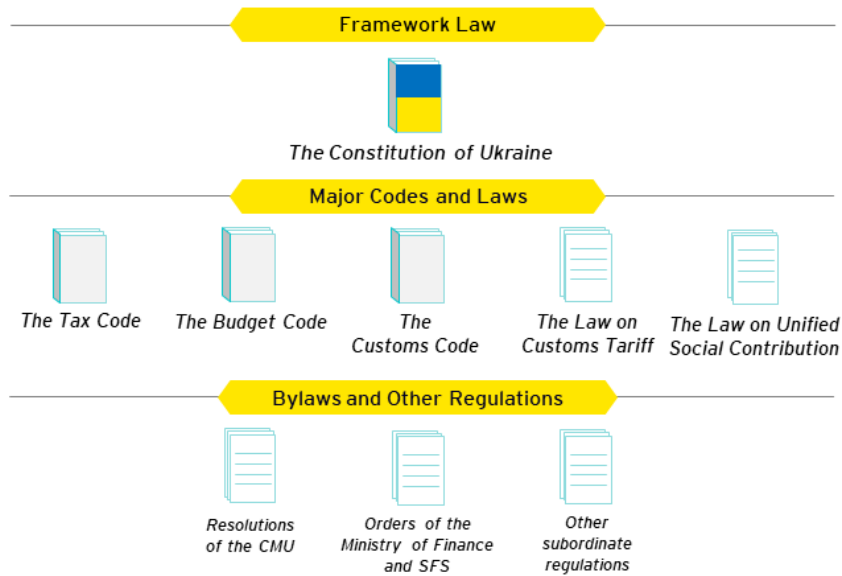 Framework Law
The Constitution of Ukraine
Major Codes and Laws
The Tax Code
The Budget Code
The
Customs Code
The Law on
Customs Tariff
The Law on Unified
Social Contribution
Bylaws and Other Regulations
Resolutions
of the CMU
Orders of the
Ministry of Finance
and SFS
Other
subordinate
regulations